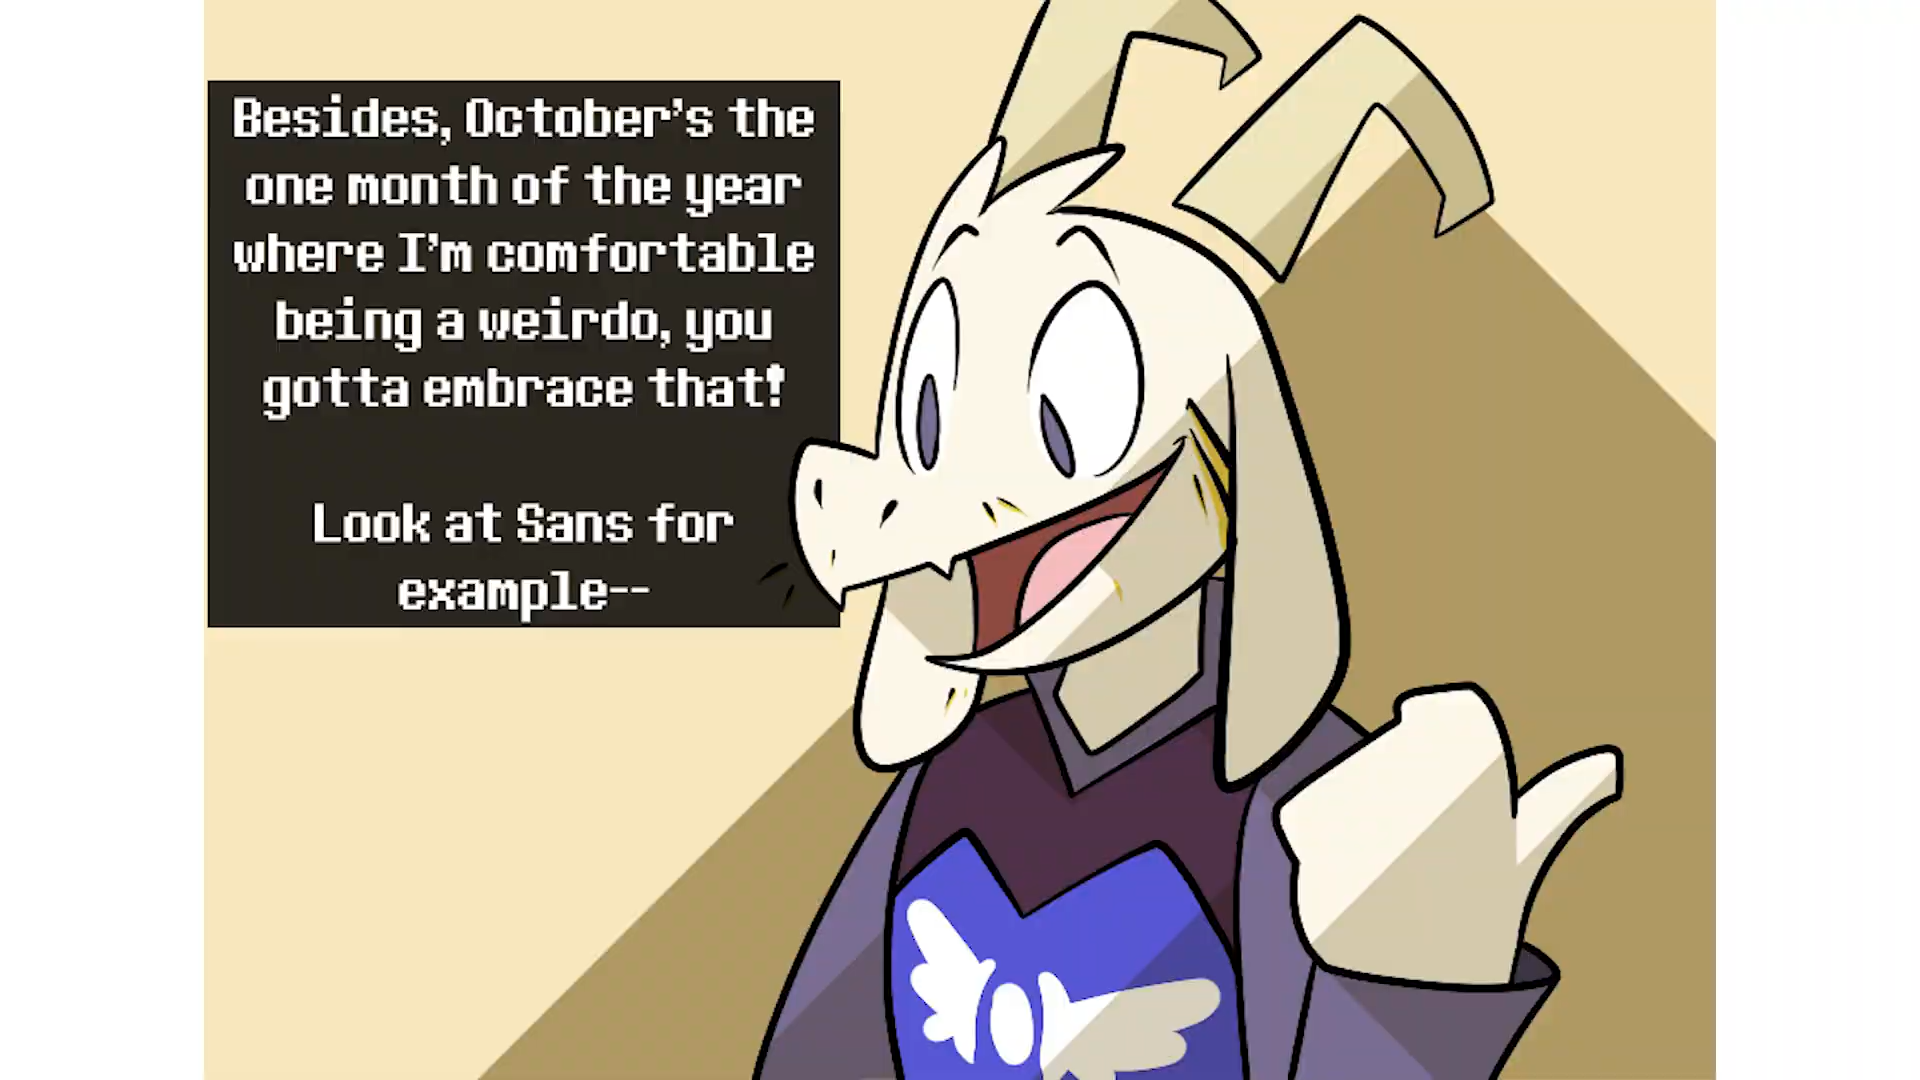 Besides, October's the
one month of the year
where I'm comfortable
being a weirdo, you
gotta embrace that!
Look at Sans for
example--